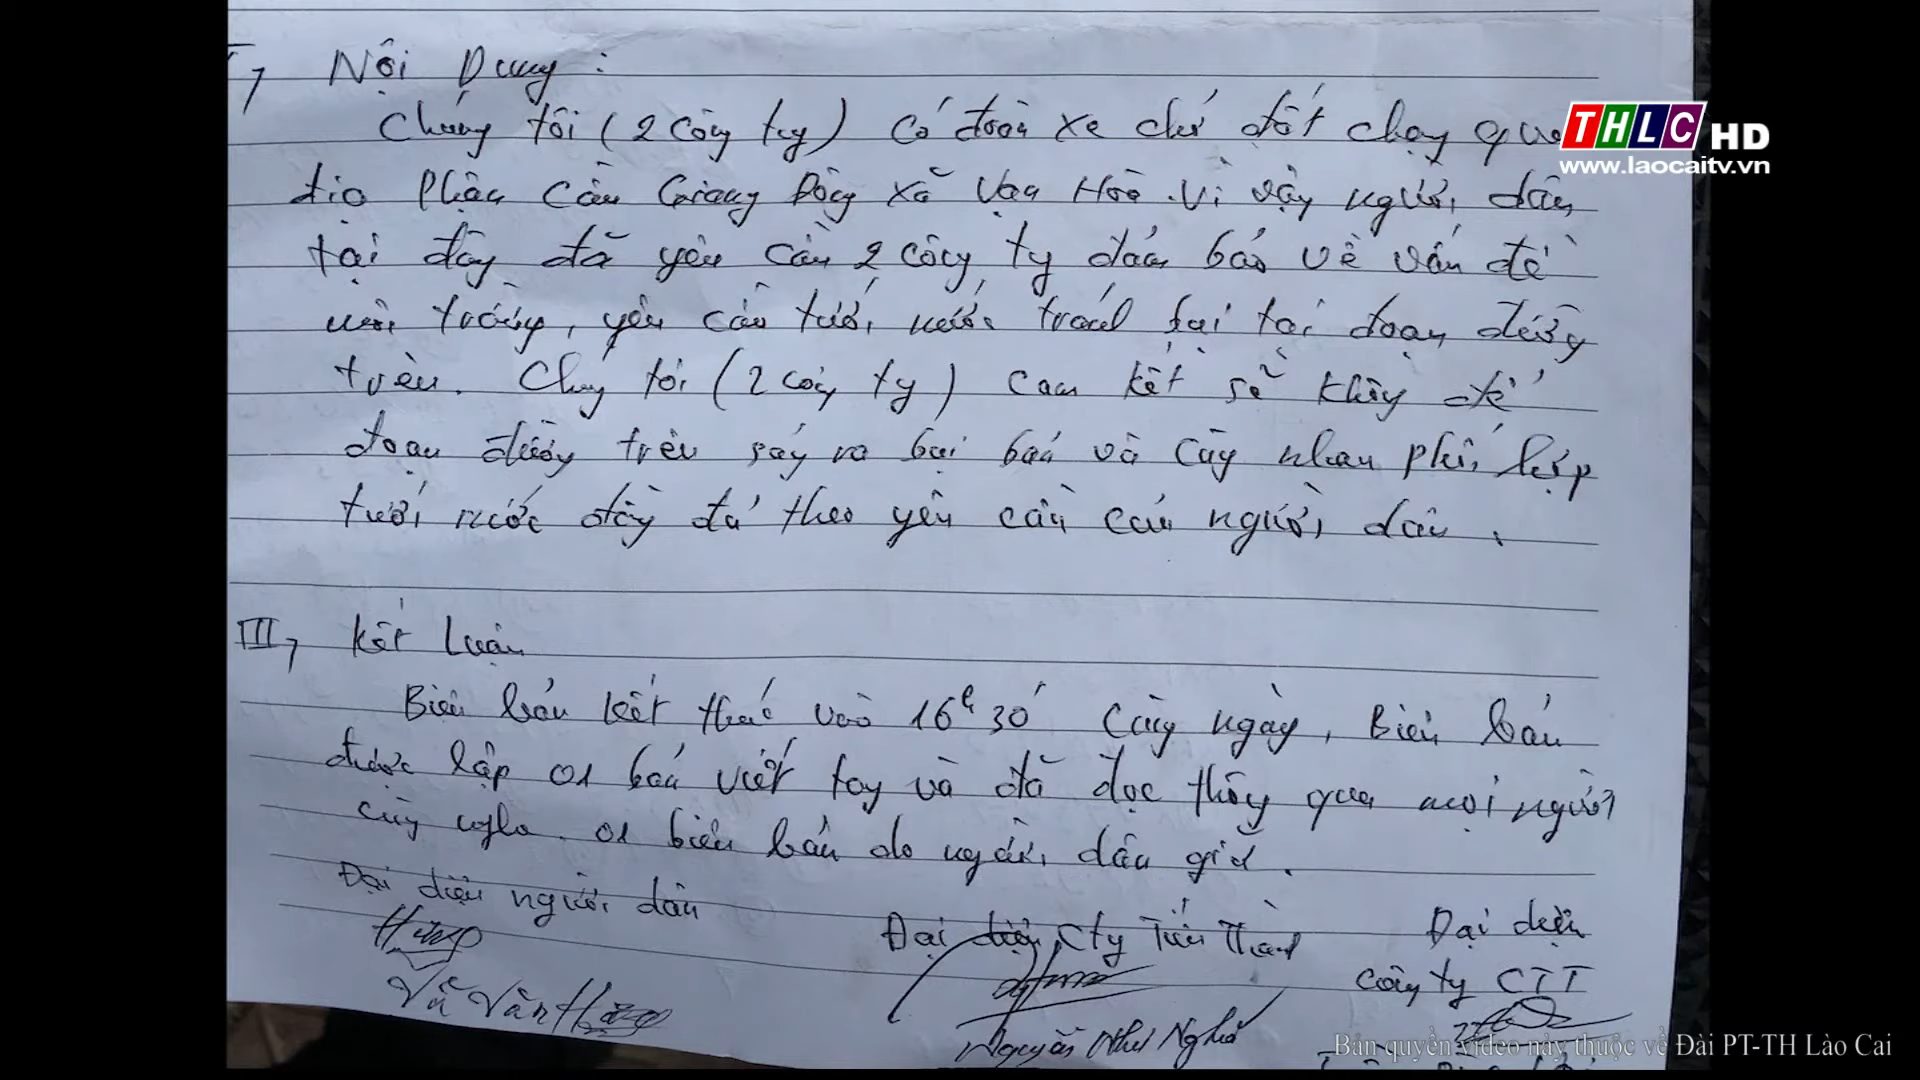 Nội Dung :
Chúng tôi ( 2 công ty ) có đoàn xe chở đất chạy qua
địa phận Cầu Giang Đông xã Vạn Hoà. Vì vậy người dân
tại đây đã yêu cầu 2 công ty đảm bảo về vấn đề
môi trường, yêu cầu tưới nước tránh bụi tại đoạn đường
trên. Chúng tôi ( 2 công ty ) cam kết sẽ không để
đoạn đường trên sảy ra bụi bẩn và cùng nhau phối hợp
tưới nước đầy đủ theo yêu cầu của người dân.
III, Kết Luận
Biên bản kết thúc vào 16h30' cùng ngày, Biên bản
được lập 01 bản viết tay và đã đọc thông qua mọi người
cùng nghe. 01 biên bản do người dân giữ.
Đại diện người dân
Đại diện Cty Tiến Thành
Đại diện
công ty CTT
Hùng
Vũ Văn Hùng
Nguyễn Như Nghĩa
THLC HD
www.laocaitv.vn
Bản quyền video này thuộc về Đài PT-TH Lào Cai